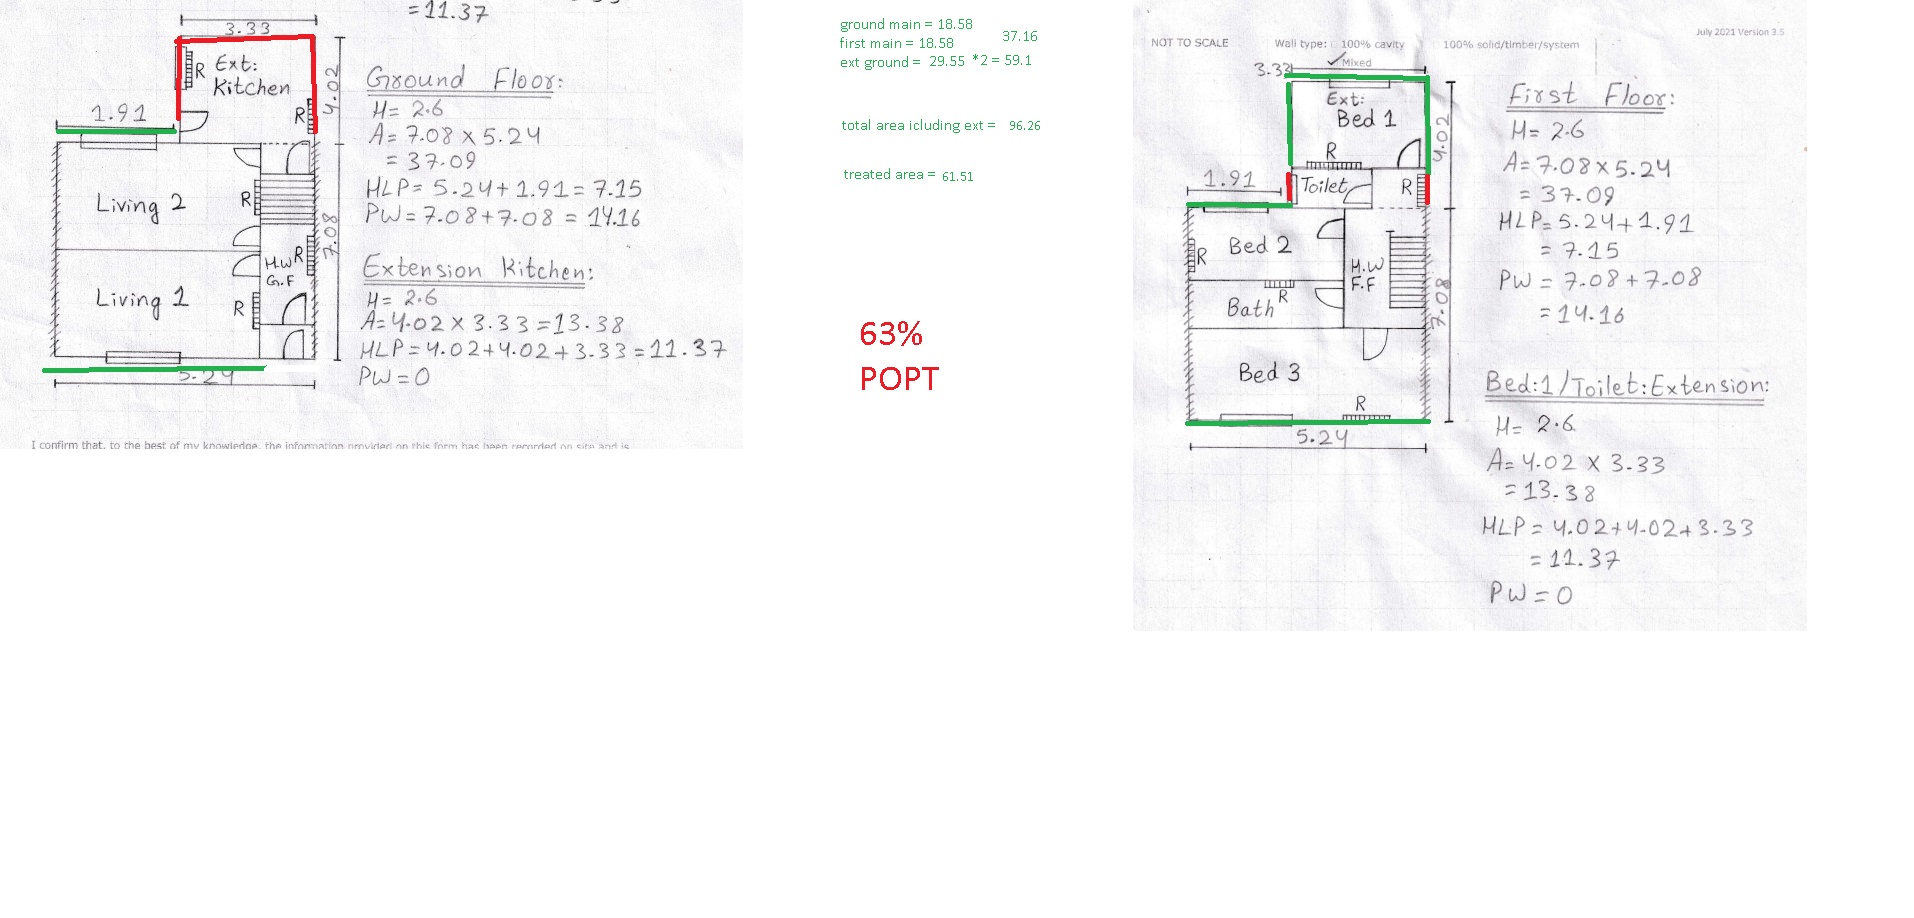 =11.37
3.33
R Ext:
Kitchen
R
4.02
1.91
Living 2
R
7.08
H.W R
G.F
Living 1
R
5.24
Ground Floor:
H= 2.6
A= 7.08 x 5.24
= 37.09
HLP= 5.24+1.91= 7.15
PW= 7.08+7.08 = 14.16
Extension Kitchen:
H= 2.6
A= 4.02 x 3.33=13.38
HLP= 4.02+4.02+3.33=11.37
PW=0
I confirm that, to the best of my knowledge, the information provided on this form has been recorded on site and is
ground main = 18.58
37.16
first main = 18.58
ext ground = 29.55 *2 = 59.1
total area icluding ext = 96.26
treated area = 61.51
63%
POPT
July 2021 Version 3.5
NOT TO SCALE Wall type: 100% cavity 100% solid/timber/system
Mixed
3.33
Ext:
Bed 1
4.02
R
1.91
Toilet
R
R Bed 2
H.W
F.F
R
Bath
7.08
Bed 3
R
5.24
First Floor:
H= 2.6
A= 7.08x5.24
= 37.09
HLP= 5.24+1.91
= 7.15
PW = 7.08+7.08
= 14.16
Bed:1/Toilet:Extension:
H= 2.6
A= 4.02 x 3.33
= 13.38
HLP = 4.02+4.02+3.33
= 11.37
PW=0